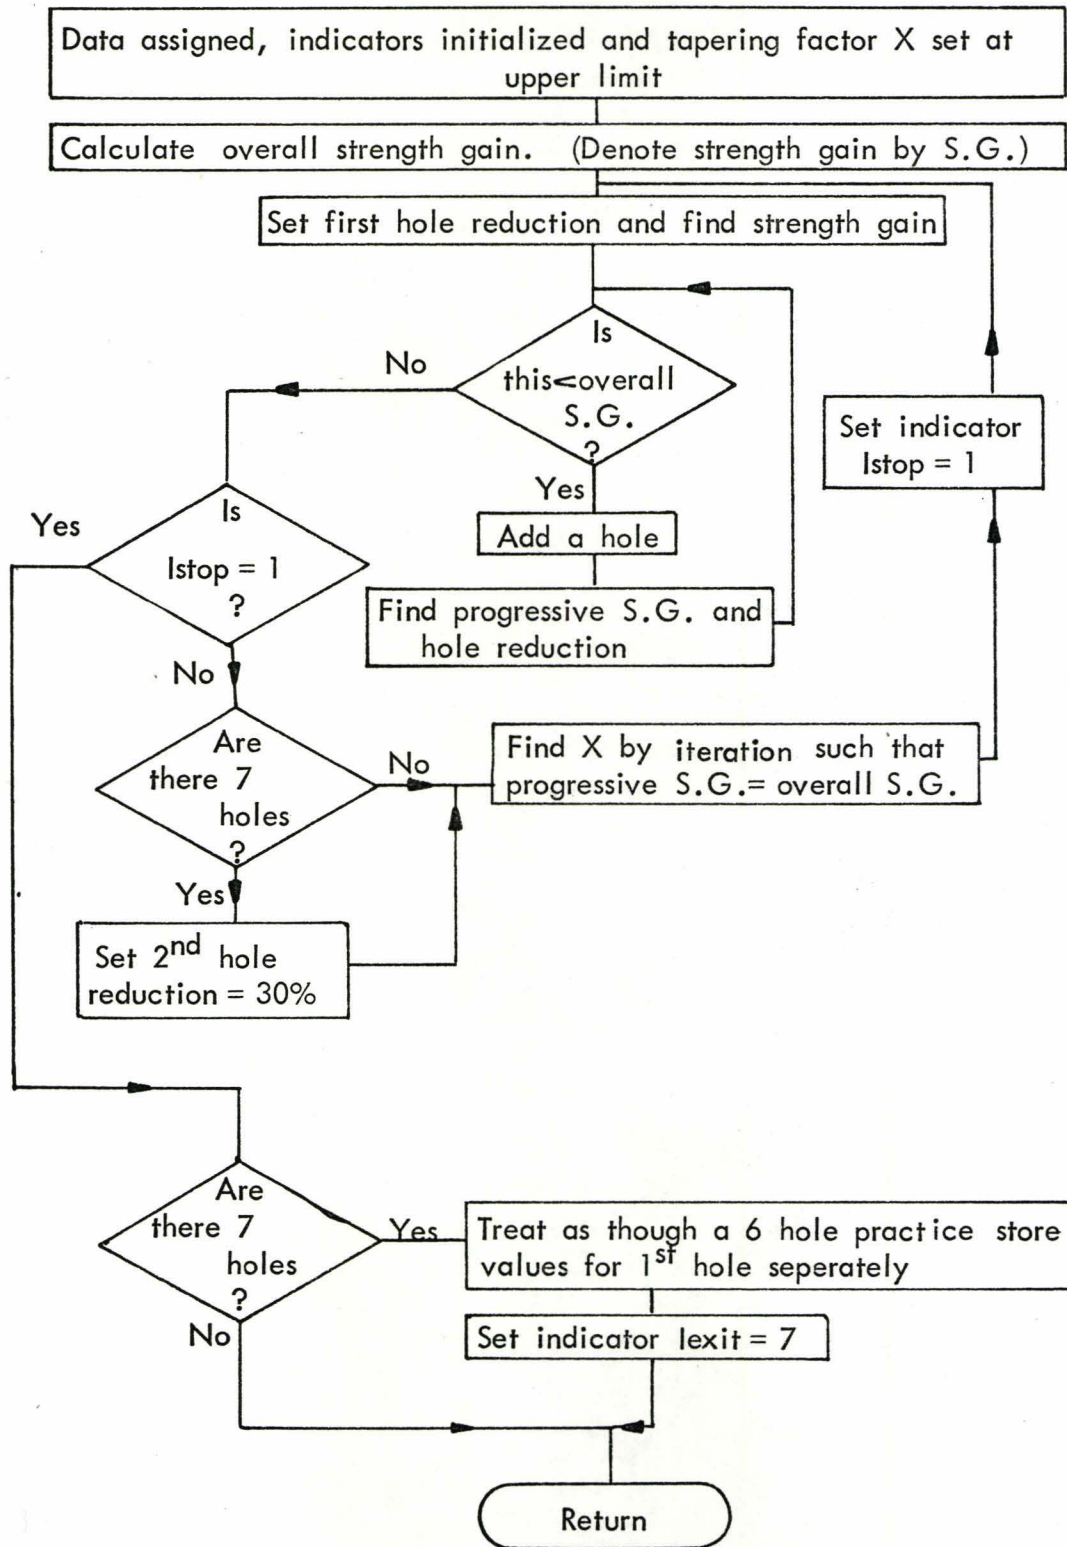 Data assigned, indicators initialized and tapering factor X set at
upper limit
Calculate overall strength gain. (Denote strength gain by S.G.)
Set first hole reduction and find strength gain
Is
this<overall
S.G.
?
No
Yes
Set indicator
Istop = 1
Add a hole
Find progressive S.G. and
hole reduction
Is
Istop = 1
?
Yes
No
Are
there 7
holes
?
No
Yes
Find X by iteration such that
progressive S.G.= overall S.G.
Set 2nd hole
reduction = 30%
Are
there 7
holes
?
Yes
No
Treat as though a 6 hole practice store
values for 1st hole seperately
Set indicator Iexit = 7
Return